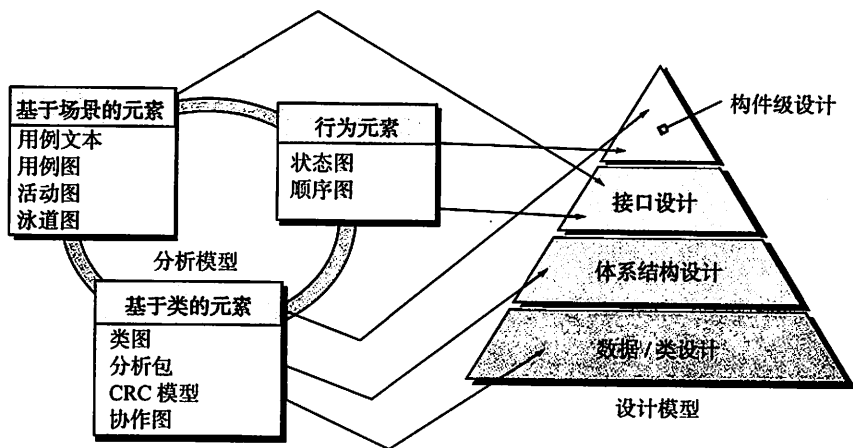 基于场景的元素
用例文本
用例图
活动图
泳道图
行为元素
状态图
顺序图
分析模型
基于类的元素
类图
分析包
CRC 模型
协作图
构件级设计
接口设计
体系结构设计
数据 / 类设计
设计模型